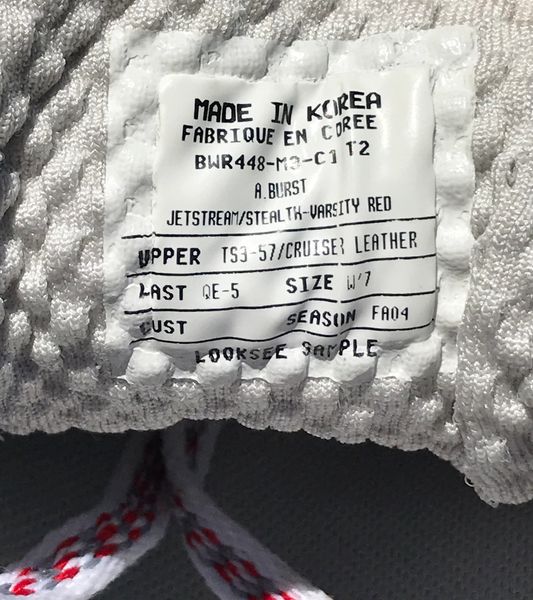 MADE IN KOREA
FABRIQUE EN COREE
BWR448-M3-C1 T2
A.BURST
JETSTREAM/STEALTH-VARSITY RED
UPPER TS3-57/CRUISER LEATHER
LAST QE-5 SIZE W'7
CUST SEASON FA04
LOOKSEE SAMPLE